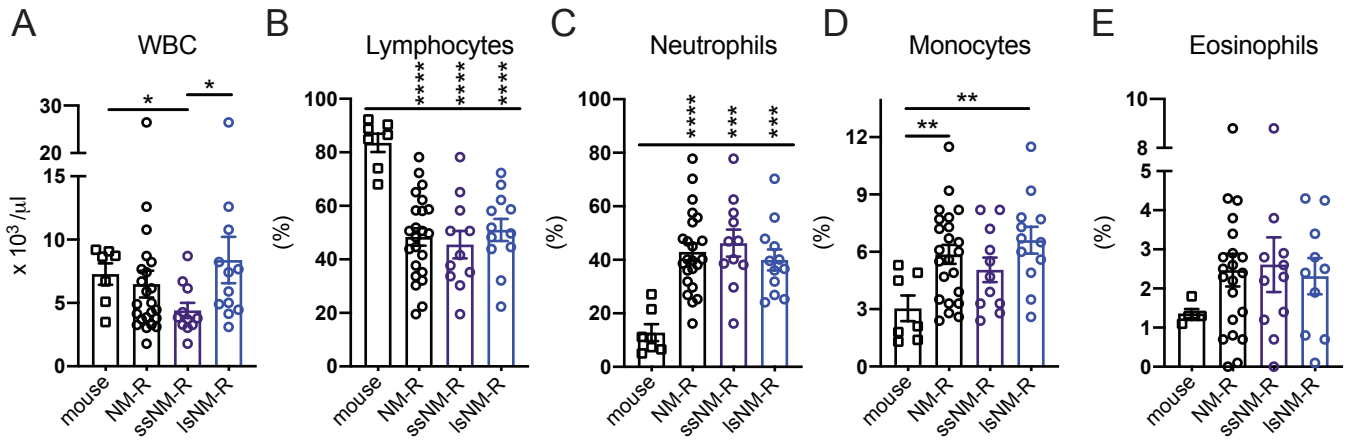 A
WBC
x 10³ /µl
30
20
15
10
5
0
*
*
mouse
NM-R
ssNM-R
lsNM-R
B
Lymphocytes
(%)
100
80
60
40
20
0
****
****
****
mouse
NM-R
ssNM-R
lsNM-R
C
Neutrophils
(%)
100
80
60
40
20
0
****
***
***
mouse
NM-R
ssNM-R
lsNM-R
D
Monocytes
(%)
12
9
6
3
0
**
**
mouse
NM-R
ssNM-R
lsNM-R
E
Eosinophils
(%)
10
8
5
4
3
2
1
0
mouse
NM-R
ssNM-R
lsNM-R